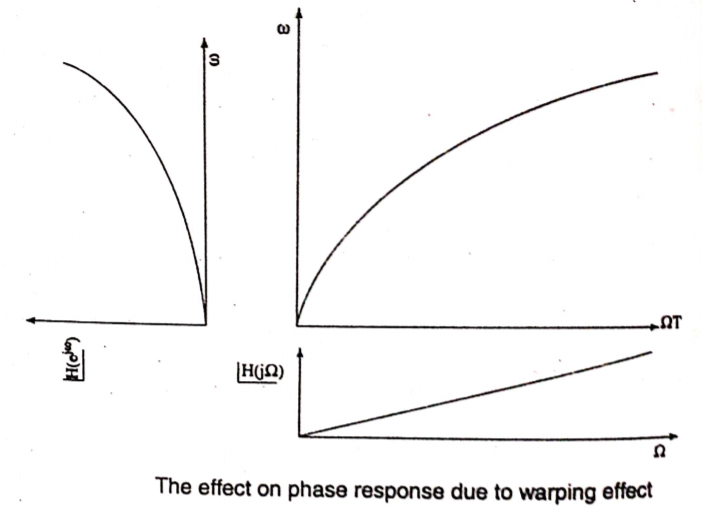 ω
ω
ΩT
H(e^jω)
H(jΩ)
Ω
The effect on phase response due to warping effect